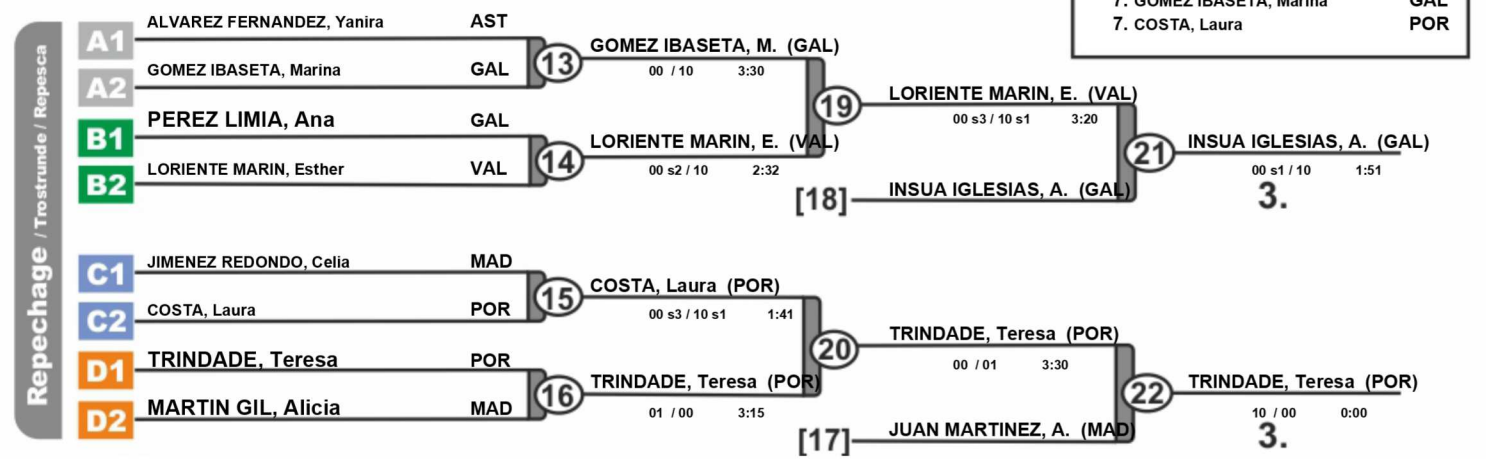 7. GOMEZ IBASETA, Marina GAL
7. COSTA, Laura POR
Repechage / Trostrunde / Repesca
A1 ALVAREZ FERNANDEZ, Yanira AST
A2 GOMEZ IBASETA, Marina GAL
13 GOMEZ IBASETA, M. (GAL)
00 / 10 3:30
B1 PEREZ LIMIA, Ana GAL
B2 LORIENTE MARIN, Esther VAL
14 LORIENTE MARIN, E. (VAL)
00 s2 / 10 2:32
19 LORIENTE MARIN, E. (VAL)
00 s3 / 10 s1 3:20
[18] INSUA IGLESIAS, A. (GAL)
21 INSUA IGLESIAS, A. (GAL)
00 s1 / 10 1:51
3.
C1 JIMENEZ REDONDO, Celia MAD
C2 COSTA, Laura POR
15 COSTA, Laura (POR)
00 s3 / 10 s1 1:41
D1 TRINDADE, Teresa POR
D2 MARTIN GIL, Alicia MAD
16 TRINDADE, Teresa (POR)
01 / 00 3:15
20 TRINDADE, Teresa (POR)
00 / 01 3:30
[17] JUAN MARTINEZ, A. (MAD)
22 TRINDADE, Teresa (POR)
10 / 00 0:00
3.